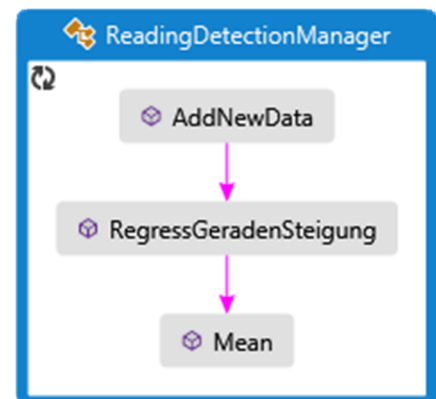 ReadingDetectionManager
AddNewData
RegressGeradenSteigung
Mean